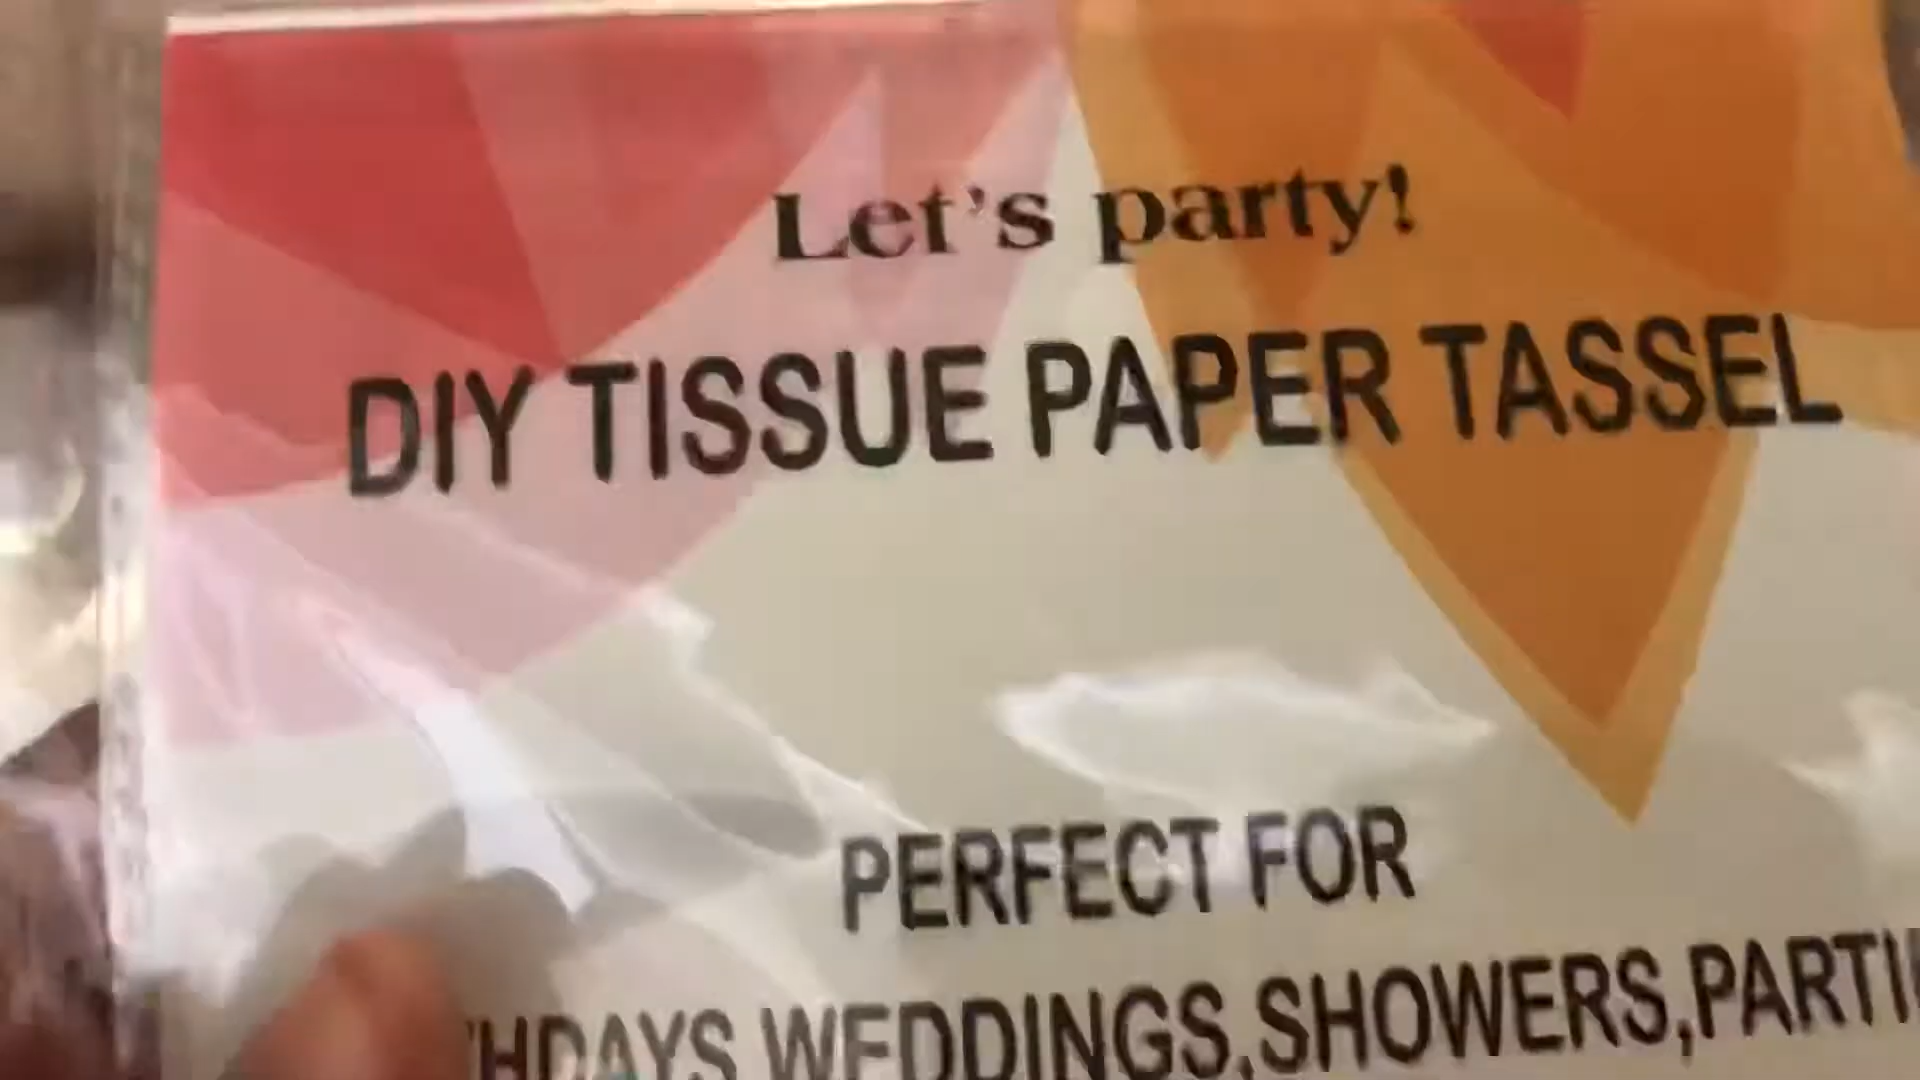 Let's party!
DIY TISSUE PAPER TASSEL
PERFECT FOR
WEDDINGS,SHOWERS,